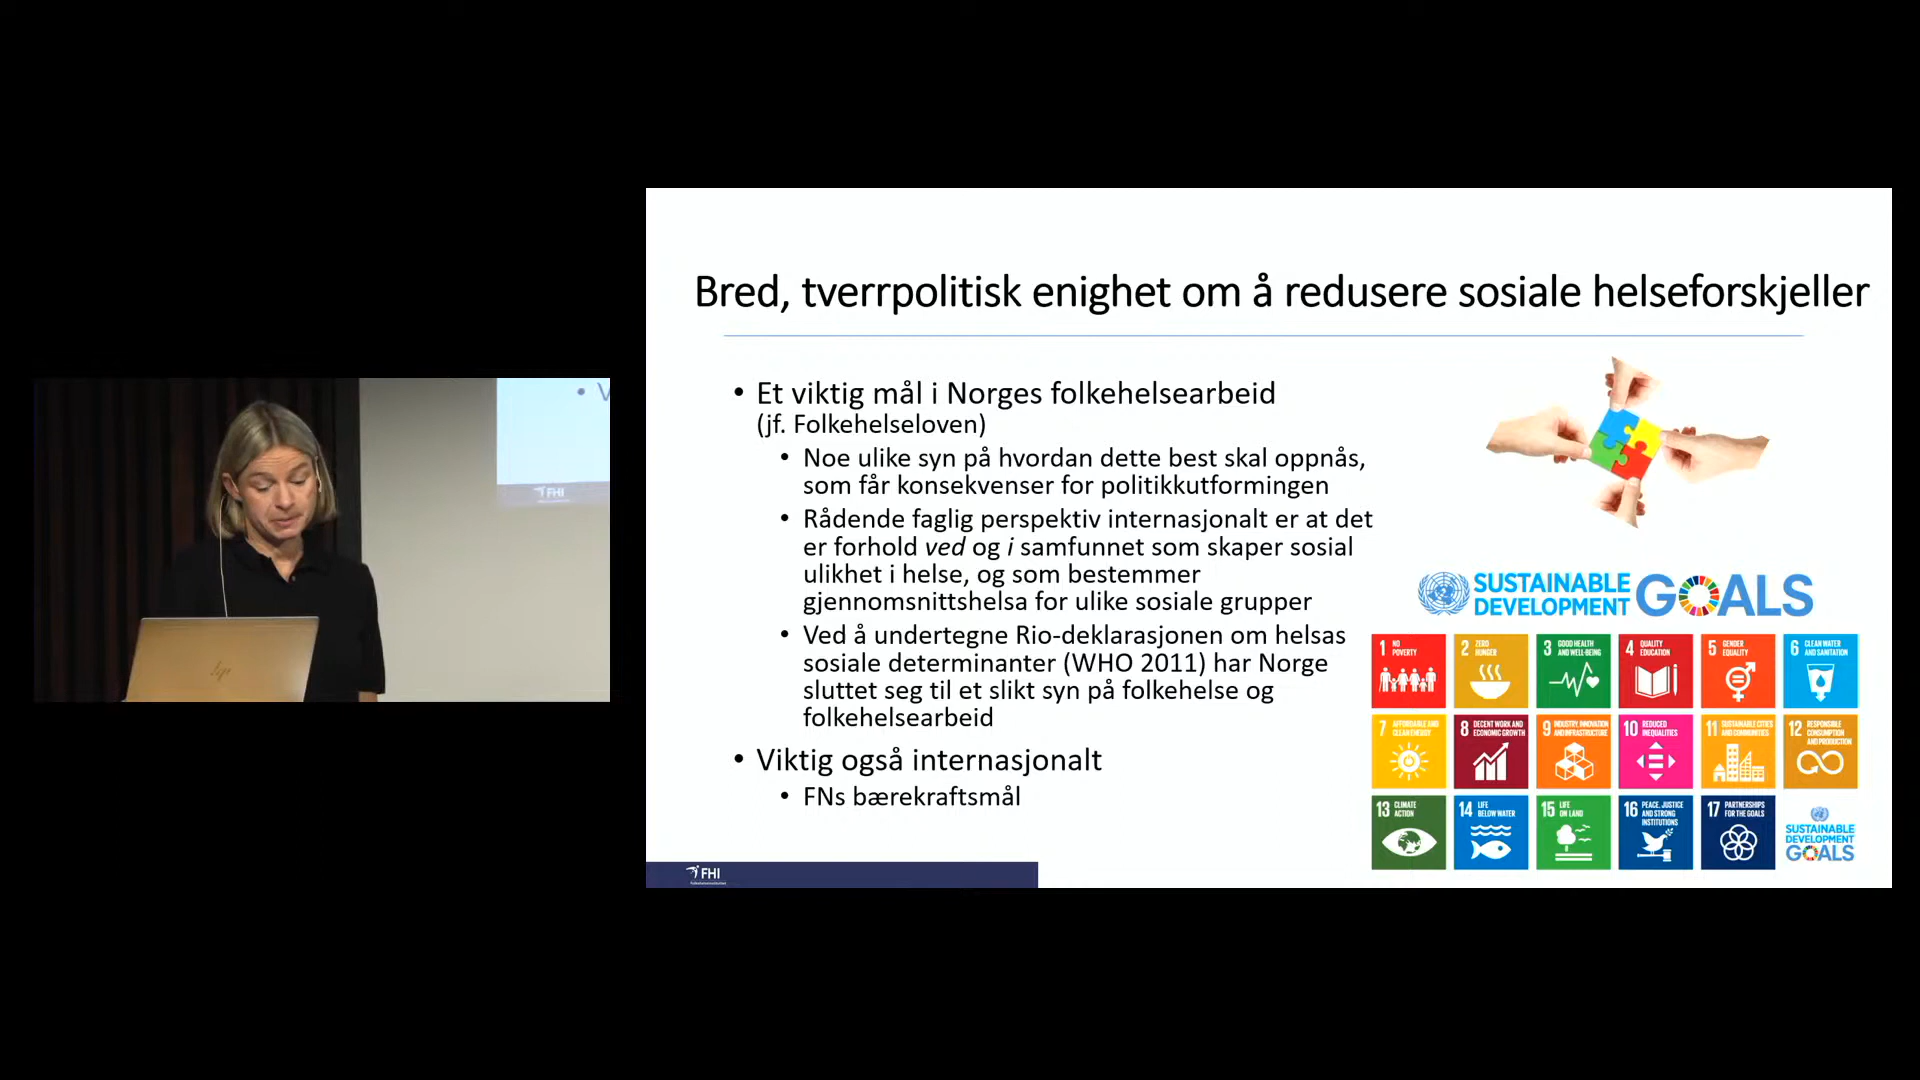 V
FHI
hp
Bred, tverrpolitisk enighet om å redusere sosiale helseforskjeller
• Et viktig mål i Norges folkehelsearbeid
(jf. Folkehelseloven)
• Noe ulike syn på hvordan dette best skal oppnås,
som får konsekvenser for politikkutformingen
• Rådende faglig perspektiv internasjonalt er at det
er forhold ved og i samfunnet som skaper sosial
ulikhet i helse, og som bestemmer
gjennomsnittshelsa for ulike sosiale grupper
• Ved å undertegne Rio-deklarasjonen om helsas
sosiale determinanter (WHO 2011) har Norge
sluttet seg til et slikt syn på folkehelse og
folkehelsearbeid
• Viktig også internasjonalt
• FNs bærekraftsmål
SUSTAINABLE
DEVELOPMENT
GOALS
1 NO
POVERTY
2 ZERO
HUNGER
3 GOOD HEALTH
AND WELL-BEING
4 QUALITY
EDUCATION
5 GENDER
EQUALITY
6 CLEAN WATER
AND SANITATION
7 AFFORDABLE AND
CLEAN ENERGY
8 DECENT WORK AND
ECONOMIC GROWTH
9 INDUSTRY, INNOVATION
AND INFRASTRUCTURE
10 REDUCED
INEQUALITIES
11 SUSTAINABLE CITIES
AND COMMUNITIES
12 RESPONSIBLE
CONSUMPTION
AND PRODUCTION
13 CLIMATE
ACTION
14 LIFE
BELOW WATER
15 LIFE
ON LAND
16 PEACE, JUSTICE
AND STRONG
INSTITUTIONS
17 PARTNERSHIPS
FOR THE GOALS
SUSTAINABLE
DEVELOPMENT
GOALS
FHI
Folkehelseinstituttet